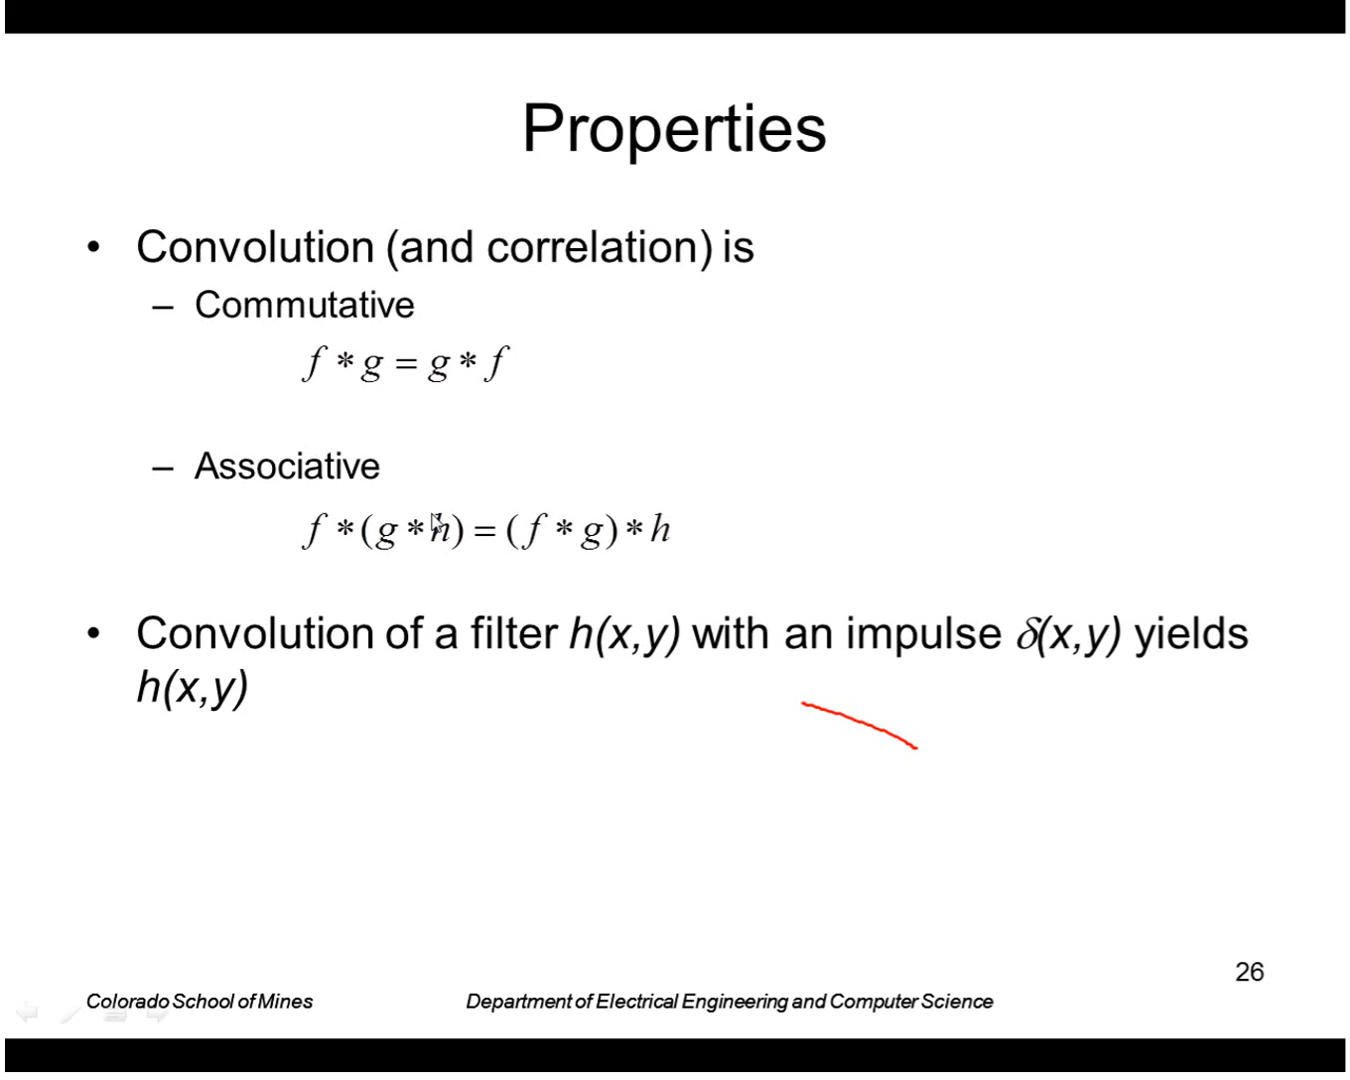 Properties
• Convolution (and correlation) is
– Commutative
f * g = g * f
– Associative
f * (g * h) = (f * g) * h
• Convolution of a filter h(x,y) with an impulse δ(x,y) yields
h(x,y)
26
Colorado School of Mines Department of Electrical Engineering and Computer Science